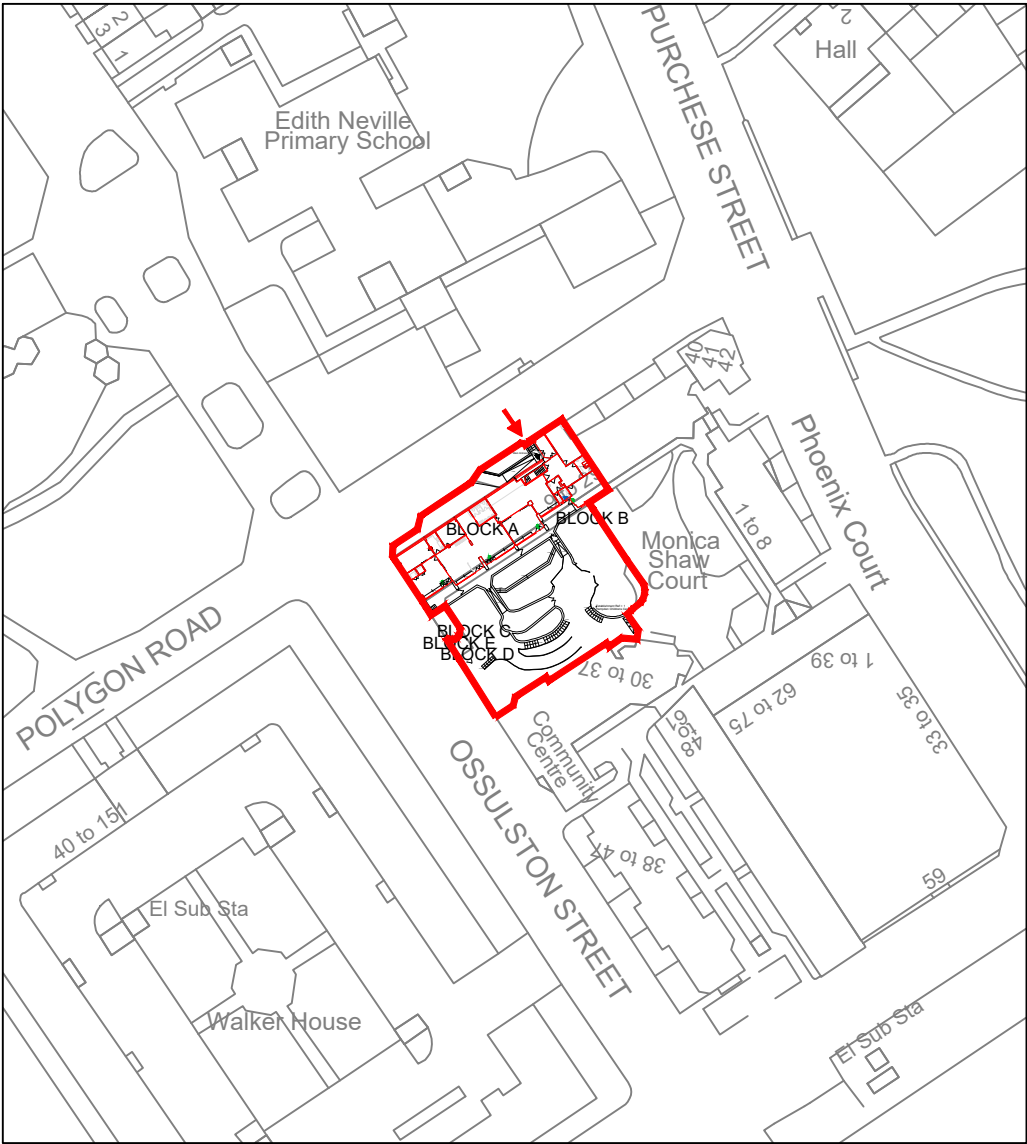 3
2
1
Edith Neville
Primary School
PURCHESE STREET
2
Hall
40
41
42
BLOCK A
BLOCK B
Monica
Shaw
Court
1 to 8
Phoenix Court
BLOCK C
BLOCK E
BLOCK D
POLYGON ROAD
30 to 37
1 to 39
62 to 75
33 to 35
Community
Centre
OSSULSTON STREET
40 to 151
38 to 47
59
El Sub Sta
Walker House
El Sub Sta